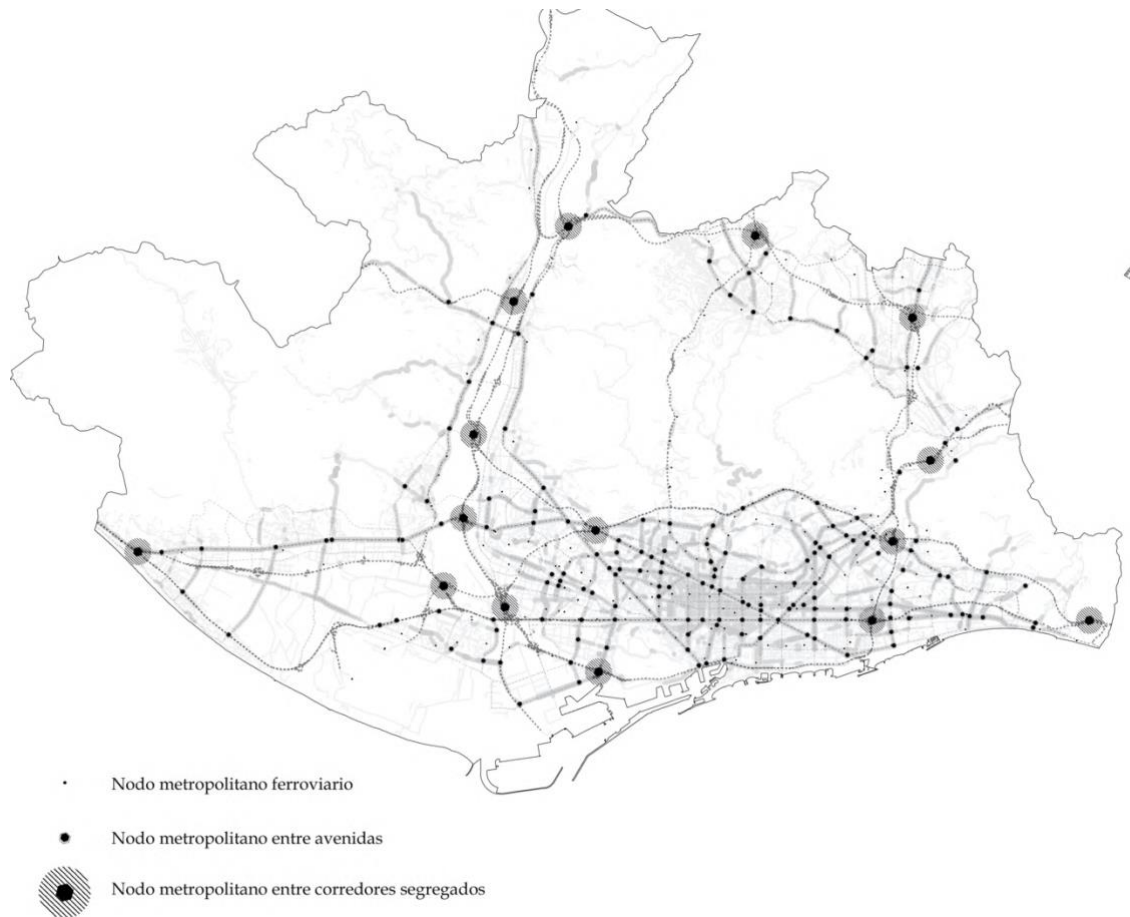 Nodo metropolitano ferroviario
Nodo metropolitano entre avenidas
Nodo metropolitano entre corredores segregados